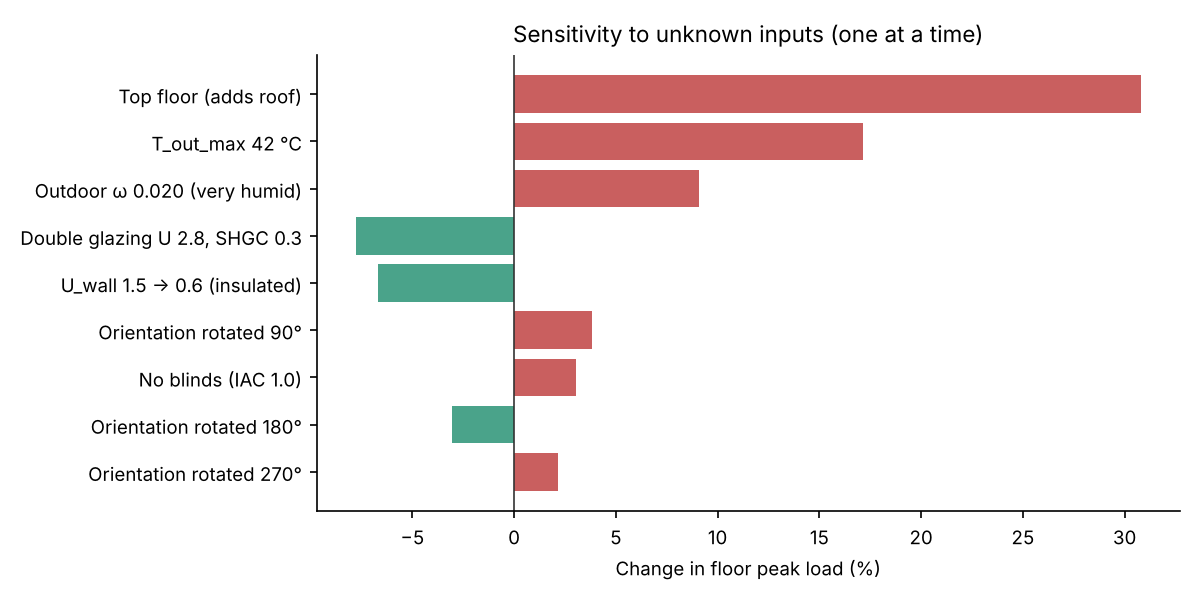 Sensitivity to unknown inputs (one at a time)
Top floor (adds roof)
T_out_max 42 °C
Outdoor ω 0.020 (very humid)
Double glazing U 2.8, SHGC 0.3
U_wall 1.5 → 0.6 (insulated)
Orientation rotated 90°
No blinds (IAC 1.0)
Orientation rotated 180°
Orientation rotated 270°
−5 0 5 10 15 20 25 30
Change in floor peak load (%)